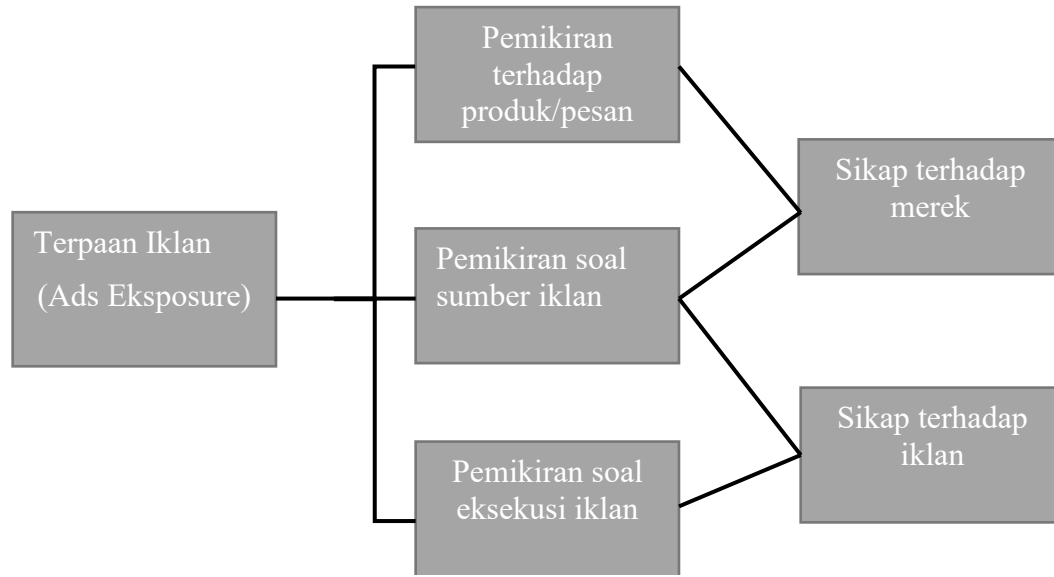 Terpaan Iklan
(Ads Eksposure)
Pemikiran
terhadap
produk/pesan
Pemikiran soal
sumber iklan
Pemikiran soal
eksekusi iklan
Sikap terhadap
merek
Sikap terhadap
iklan